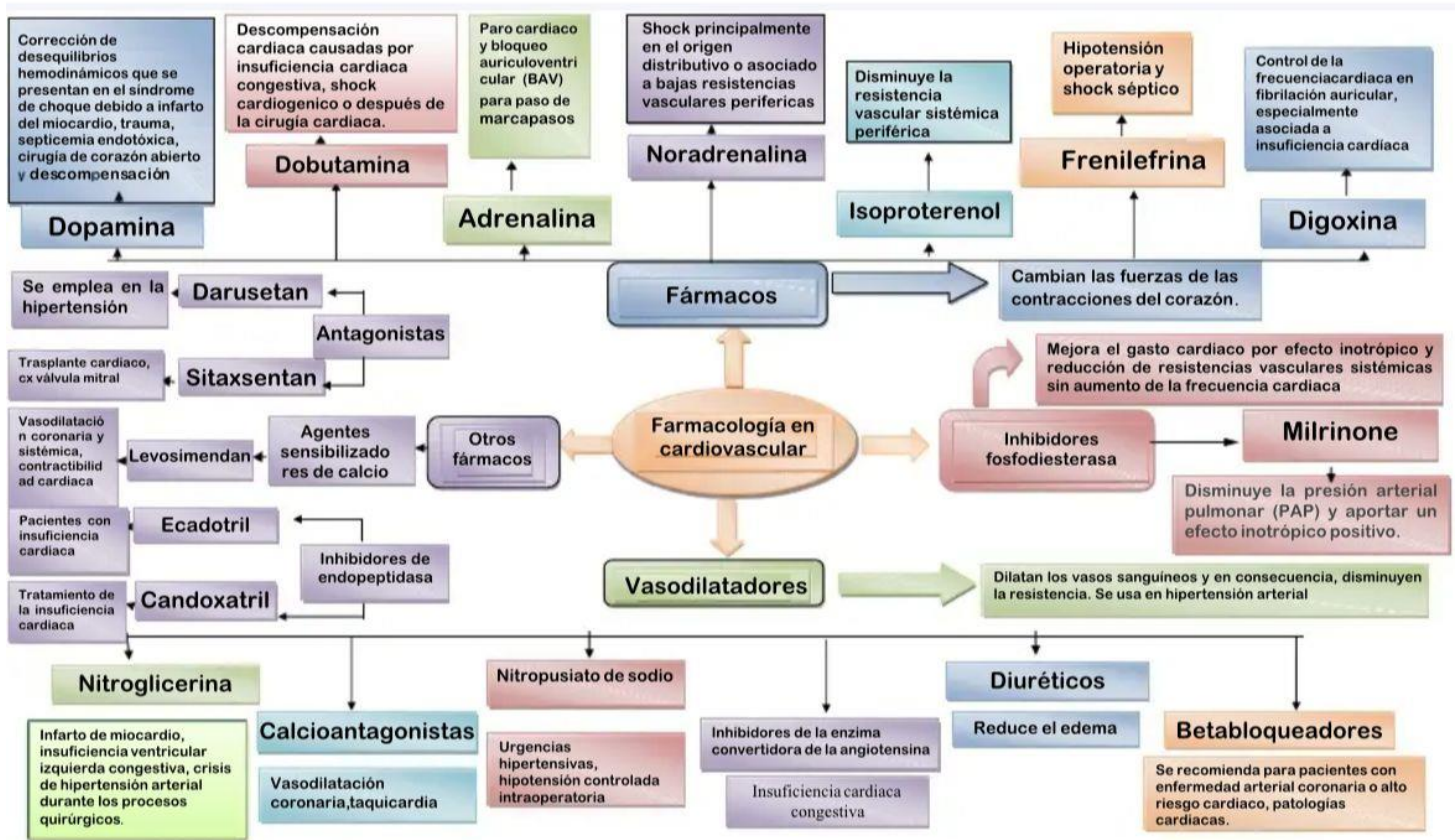 Corrección de
desequilibrios
hemodinámicos que se
presentan en el síndrome
de choque debido a infarto
del miocardio, trauma,
septicemia endotóxica,
cirugía de corazón abierto
y descompensación
Dopamina
Descompensación
cardiaca causadas por
insuficiencia cardiaca
congestiva, shock
cardiogenico o después de
la cirugía cardiaca.
Dobutamina
Paro cardiaco
y bloqueo
auriculoventri
cular (BAV)
para paso de
marcapasos
Adrenalina
Shock principalmente
en el origen
distributivo o asociado
a bajas resistencias
vasculares perifericas
Noradrenalina
Disminuye la
resistencia
vascular sistémica
periférica
Isoproterenol
Hipotensión
operatoria y
shock séptico
Frenilefrina
Control de la
frecuenciacardiaca en
fibrilación auricular,
especialmente
asociada a
insuficiencia cardíaca
Digoxina
Fármacos
Cambian las fuerzas de las
contracciones del corazón.
Se emplea en la
hipertensión
Darusetan
Antagonistas
Trasplante cardiaco,
cx válvula mitral
Sitaxsentan
Mejora el gasto cardiaco por efecto inotrópico y
reducción de resistencias vasculares sistémicas
sin aumento de la frecuencia cardiaca
Vasodilatació
n coronaria y
sistémica,
contractibilid
ad cardiaca
Levosimendan
Agentes
sensibilizado
res de calcio
Otros
fármacos
Farmacología en
cardiovascular
Inhibidores
fosfodiesterasa
Milrinone
Disminuye la presión arterial
pulmonar (PAP) y aportar un
efecto inotrópico positivo.
Pacientes con
insuficiencia
cardiaca
Ecadotril
Inhibidores de
endopeptidasa
Tratamiento de
la insuficiencia
cardiaca
Candoxatril
Vasodilatadores
Dilatan los vasos sanguíneos y en consecuencia, disminuyen
la resistencia. Se usa en hipertensión arterial
Nitroglicerina
Infarto de miocardio,
insuficiencia ventricular
izquierda congestiva, crisis
de hipertensión arterial
durante los procesos
quirúrgicos.
Calcioantagonistas
Vasodilatación
coronaria,taquicardia
Nitropusiato de sodio
Urgencias
hipertensivas,
hipotensión controlada
intraoperatoria
Inhibidores de la enzima
convertidora de la angiotensina
Insuficiencia cardiaca
congestiva
Diuréticos
Reduce el edema
Betabloqueadores
Se recomienda para pacientes con
enfermedad arterial coronaria o alto
riesgo cardiaco, patologías
cardíacas.